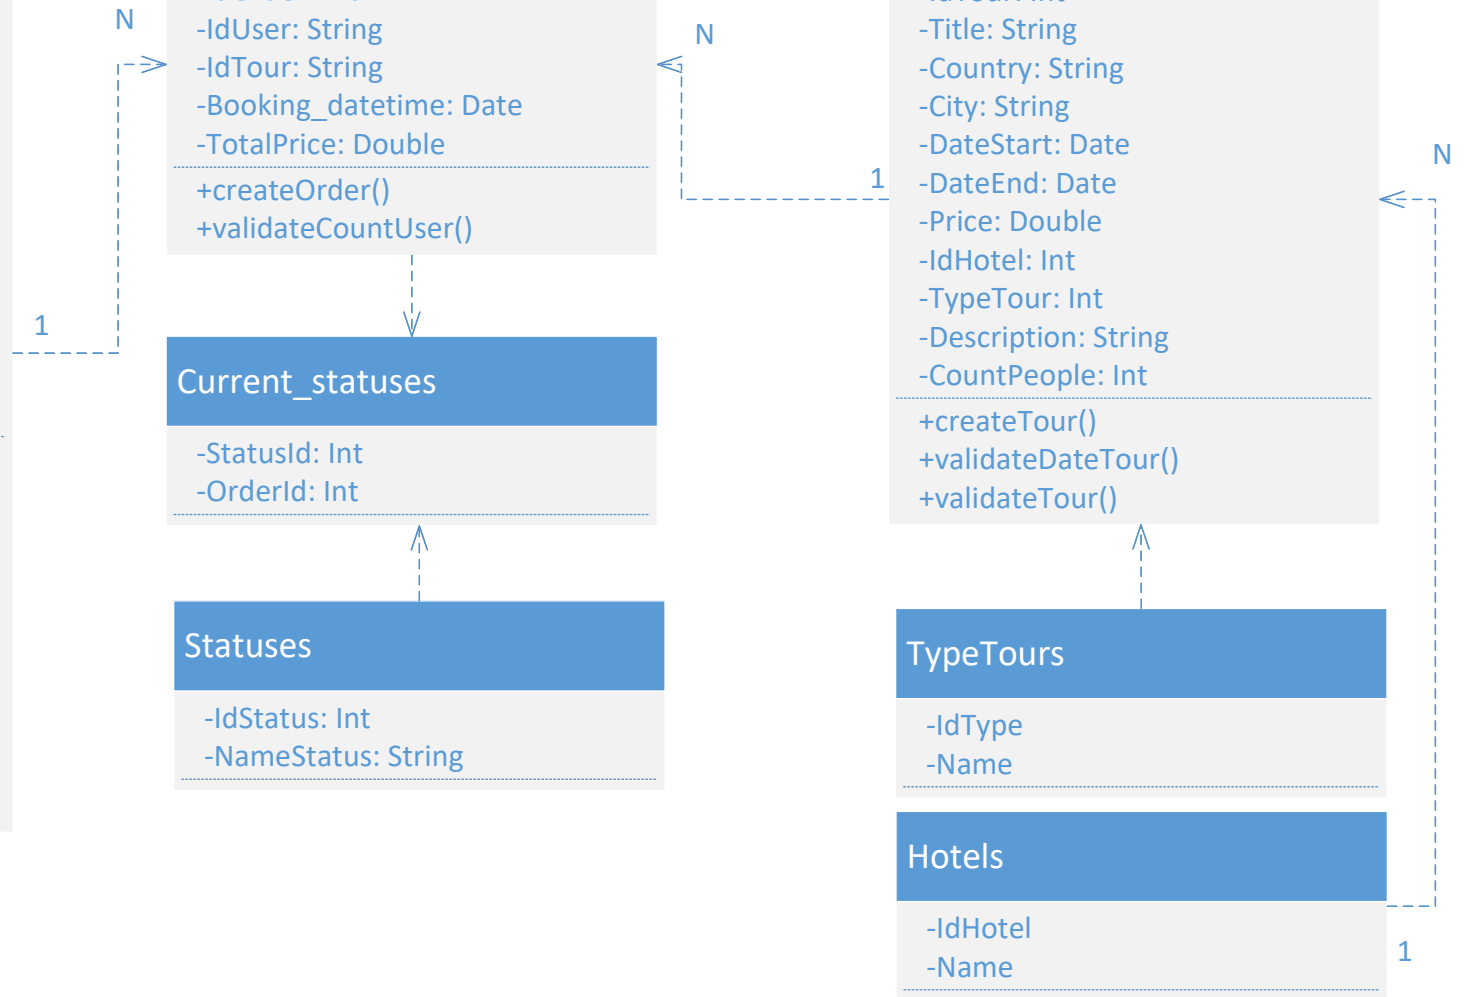 N
-IdUser: String
-IdTour: String
-Booking_datetime: Date
-TotalPrice: Double
+createOrder()
+validateCountUser()
1
Current_statuses
-StatusId: Int
-OrderId: Int
Statuses
-IdStatus: Int
-NameStatus: String
N
1
-Title: String
-Country: String
-City: String
-DateStart: Date
-DateEnd: Date
-Price: Double
-IdHotel: Int
-TypeTour: Int
-Description: String
-CountPeople: Int
+createTour()
+validateDateTour()
+validateTour()
N
TypeTours
-IdType
-Name
Hotels
-IdHotel
-Name
1